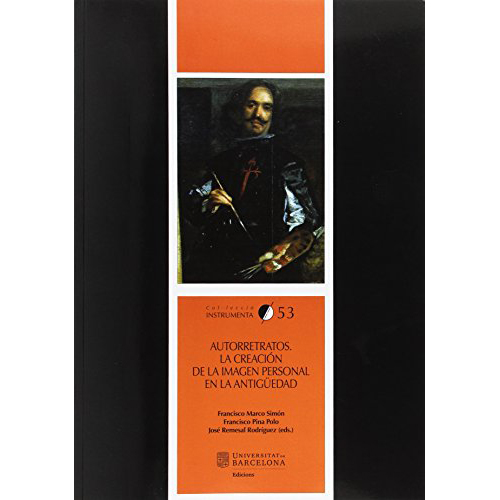 Col·lecció
INSTRUMENTA 53
AUTORRETRATOS.
LA CREACIÓN
DE LA IMAGEN PERSONAL
EN LA ANTIGÜEDAD
Francisco Marco Simón
Francisco Pina Polo
José Remesal Rodríguez (eds.)
UNIVERSITAT DE
BARCELONA
Edicions